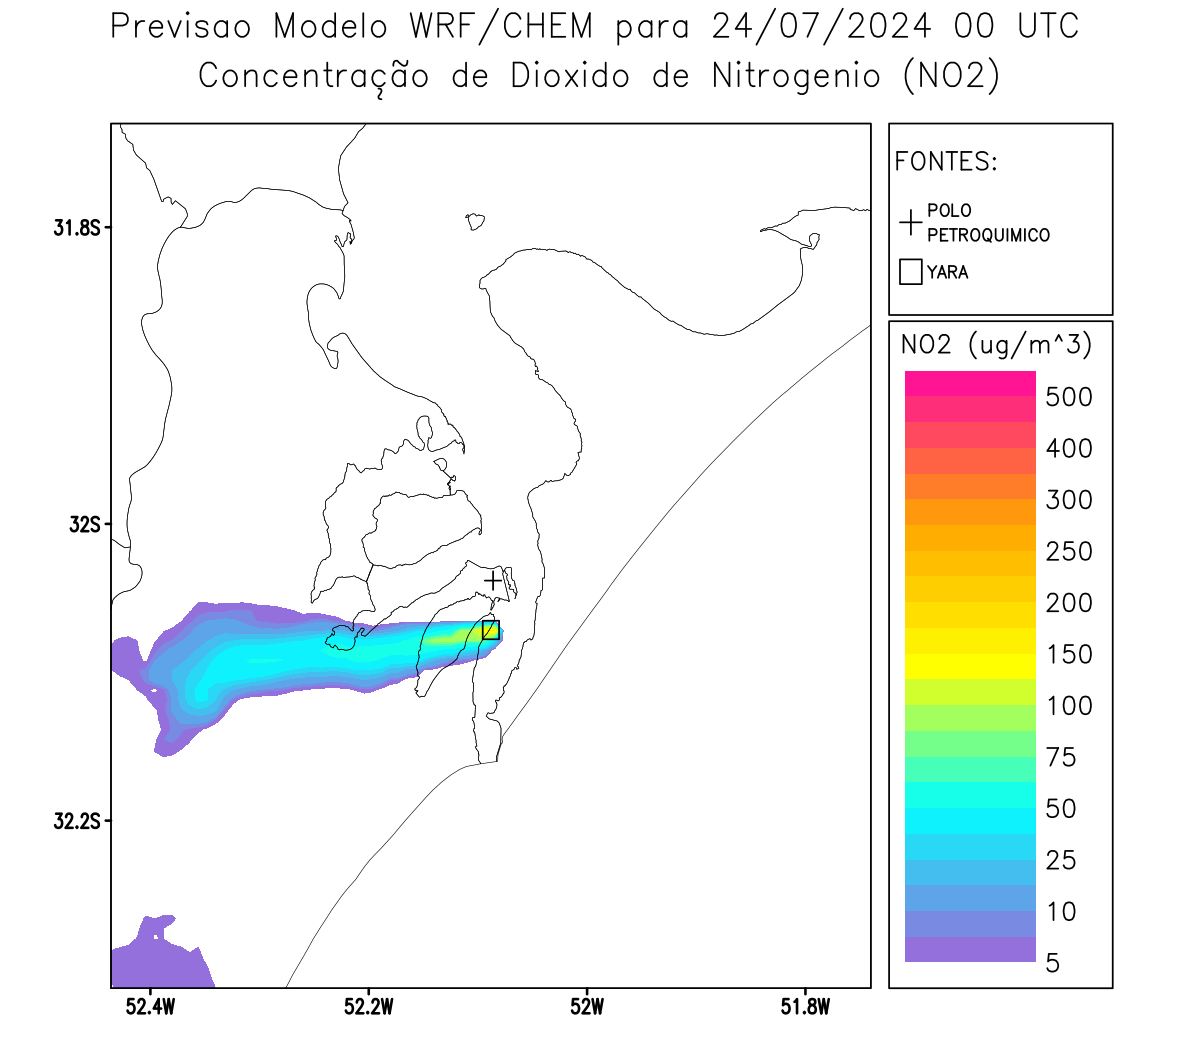 Previsao Modelo WRF/CHEM para 24/07/2024 00 UTC
Concentração de Dioxido de Nitrogenio (NO2)
FONTES:
POLO
PETROQUIMICO
YARA
NO2 (ug/m^3)
500
400
300
250
200
150
100
75
50
25
10
5
31.8S
32S
32.2S
52.4W
52.2W
52W
51.8W